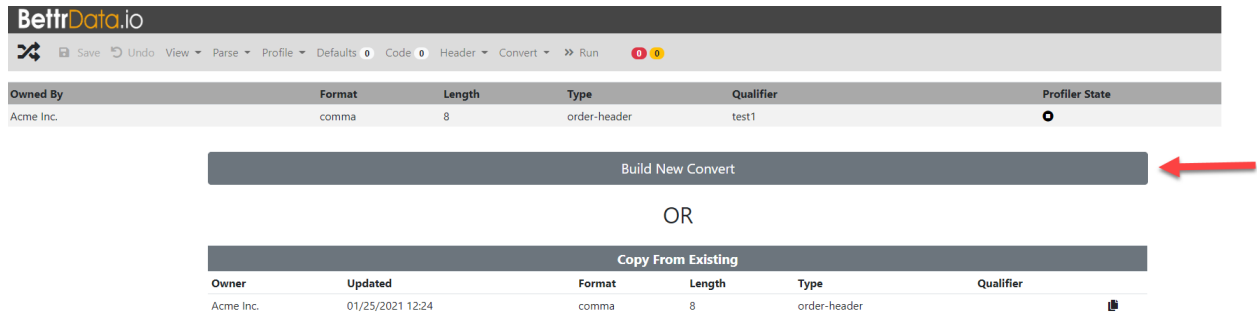 BettrData.io
Save Undo View Parse Profile Defaults 0 Code 0 Header Convert Run 0 0
Owned By Format Length Type Qualifier Profiler State
Acme Inc. comma 8 order-header test1
Build New Convert
OR
Copy From Existing
Owner Updated Format Length Type Qualifier
Acme Inc. 01/25/2021 12:24 comma 8 order-header